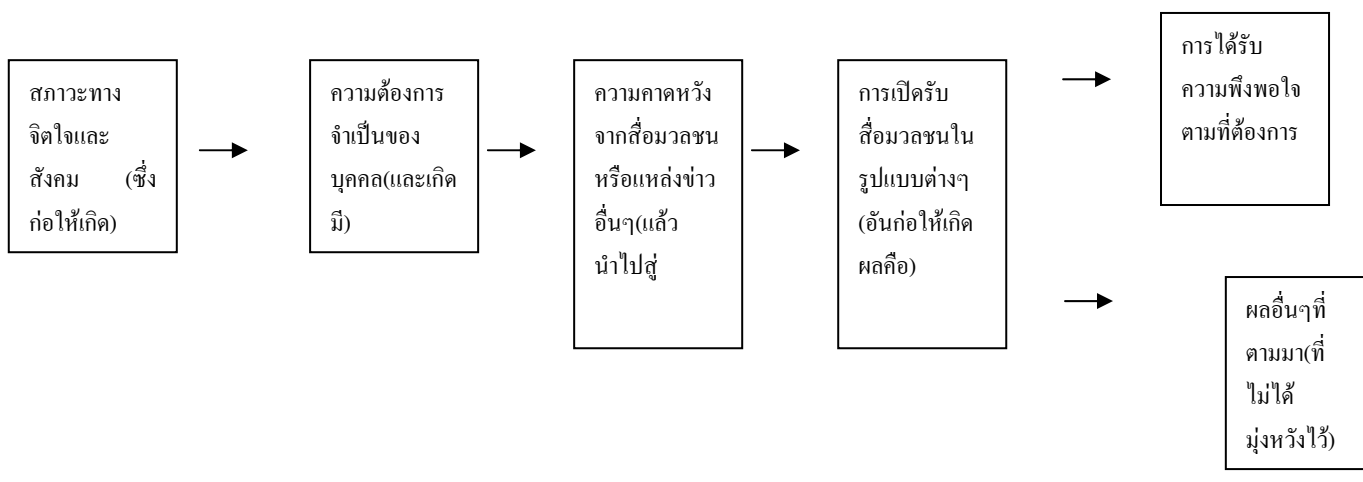 สภาวะทาง
จิตใจและ
สังคม (ซึ่ง
ก่อให้เกิด)
ความต้องการ
จำเป็นของ
บุคคล(และเกิด
มี)
ความคาดหวัง
จากสื่อมวลชน
หรือแหล่งข่าว
อื่นๆ(แล้ว
นำไปสู่
การเปิดรับ
สื่อมวลชนใน
รูปแบบต่างๆ
(อันก่อให้เกิด
ผลคือ)
การได้รับ
ความพึงพอใจ
ตามที่ต้องการ
ผลอื่นๆที่
ตามมา(ที่
ไม่ได้
มุ่งหวังไว้)